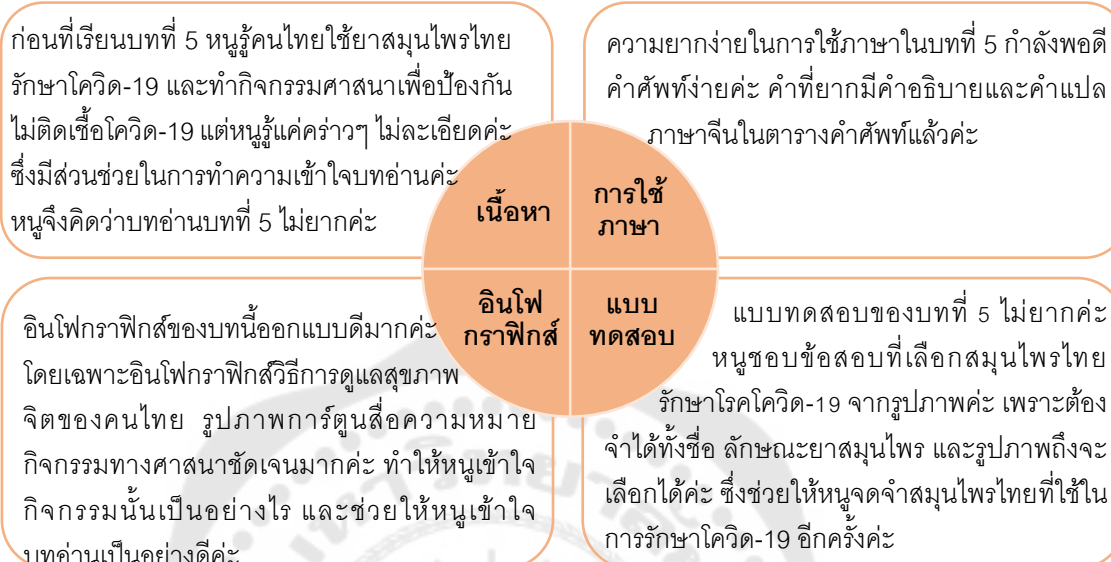 ก่อนที่เรียนบทที่ 5 หนูรู้คนไทยใช้ยาสมุนไพรไทย
รักษาโควิด-19 และทำกิจกรรมศาสนาเพื่อป้องกัน
ไม่ติดเชื้อโควิด-19 แต่หนูรู้แค่คร่าวๆ ไม่ละเอียดค่ะ
ซึ่งมีส่วนช่วยในการทำความเข้าใจบทอ่านค่ะ
หนูจึงคิดว่าบทอ่านบทที่ 5 ไม่ยากค่ะ
ความยากง่ายในการใช้ภาษาในบทที่ 5 กำลังพอดี
คำศัพท์ง่ายค่ะ คำที่ยากมีคำอธิบายและคำแปล
ภาษาจีนในตารางคำศัพท์แล้วค่ะ
เนื้อหา
การใช้
ภาษา
อินโฟ
กราฟิกส์
แบบ
ทดสอบ
อินโฟกราฟิกส์ของบทนี้ออกแบบดีมากค่ะ
โดยเฉพาะอินโฟกราฟิกส์วิธีการดูแลสุขภาพ
จิตของคนไทย รูปภาพการ์ตูนสื่อความหมาย
กิจกรรมทางศาสนาชัดเจนมากค่ะ ทำให้หนูเข้าใจ
กิจกรรมนั้นเป็นอย่างไร และช่วยให้หนูเข้าใจ
บทอ่านเป็นอย่างดีค่ะ
แบบทดสอบของบทที่ 5 ไม่ยากค่ะ
หนูชอบข้อสอบที่เลือกสมุนไพรไทย
รักษาโรคโควิด-19 จากรูปภาพค่ะ เพราะต้อง
จำได้ทั้งชื่อ ลักษณะยาสมุนไพร และรูปภาพถึงจะ
เลือกได้ค่ะ ซึ่งช่วยให้หนูจดจำสมุนไพรไทยที่ใช้ใน
การรักษาโควิด-19 อีกครั้งค่ะ